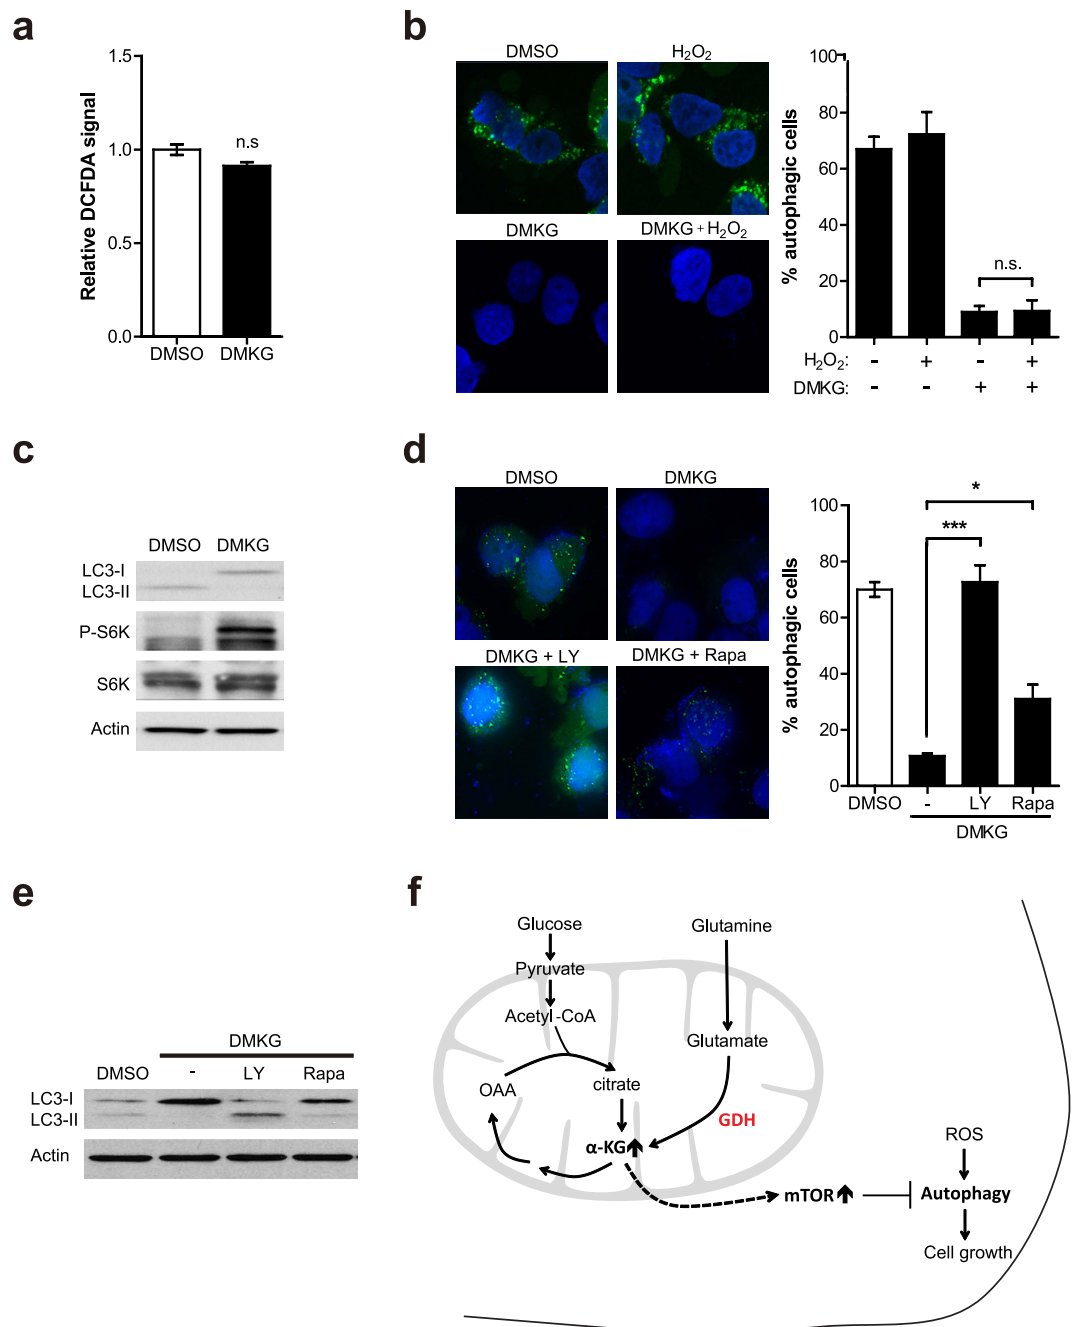 a
1.5
1.0
0.5
0.0
Relative DCFDA signal
n.s
DMSO DMKG
b
DMSO H₂O₂
DMKG DMKG + H₂O₂
100
80
60
40
20
0
% autophagic cells
n.s.
H₂O₂: - + - +
DMKG: - - + +
c
DMSO DMKG
LC3-I
LC3-II
P-S6K
S6K
Actin
d
DMSO DMKG
DMKG + LY DMKG + Rapa
100
80
60
40
20
0
% autophagic cells
*
***
DMSO - LY Rapa
DMKG
e
DMKG
DMSO - LY Rapa
LC3-I
LC3-II
Actin
f
Glucose Glutamine
Pyruvate
Acetyl-CoA
Glutamate
OAA citrate
GDH
α-KG
ROS
mTOR Autophagy
Cell growth